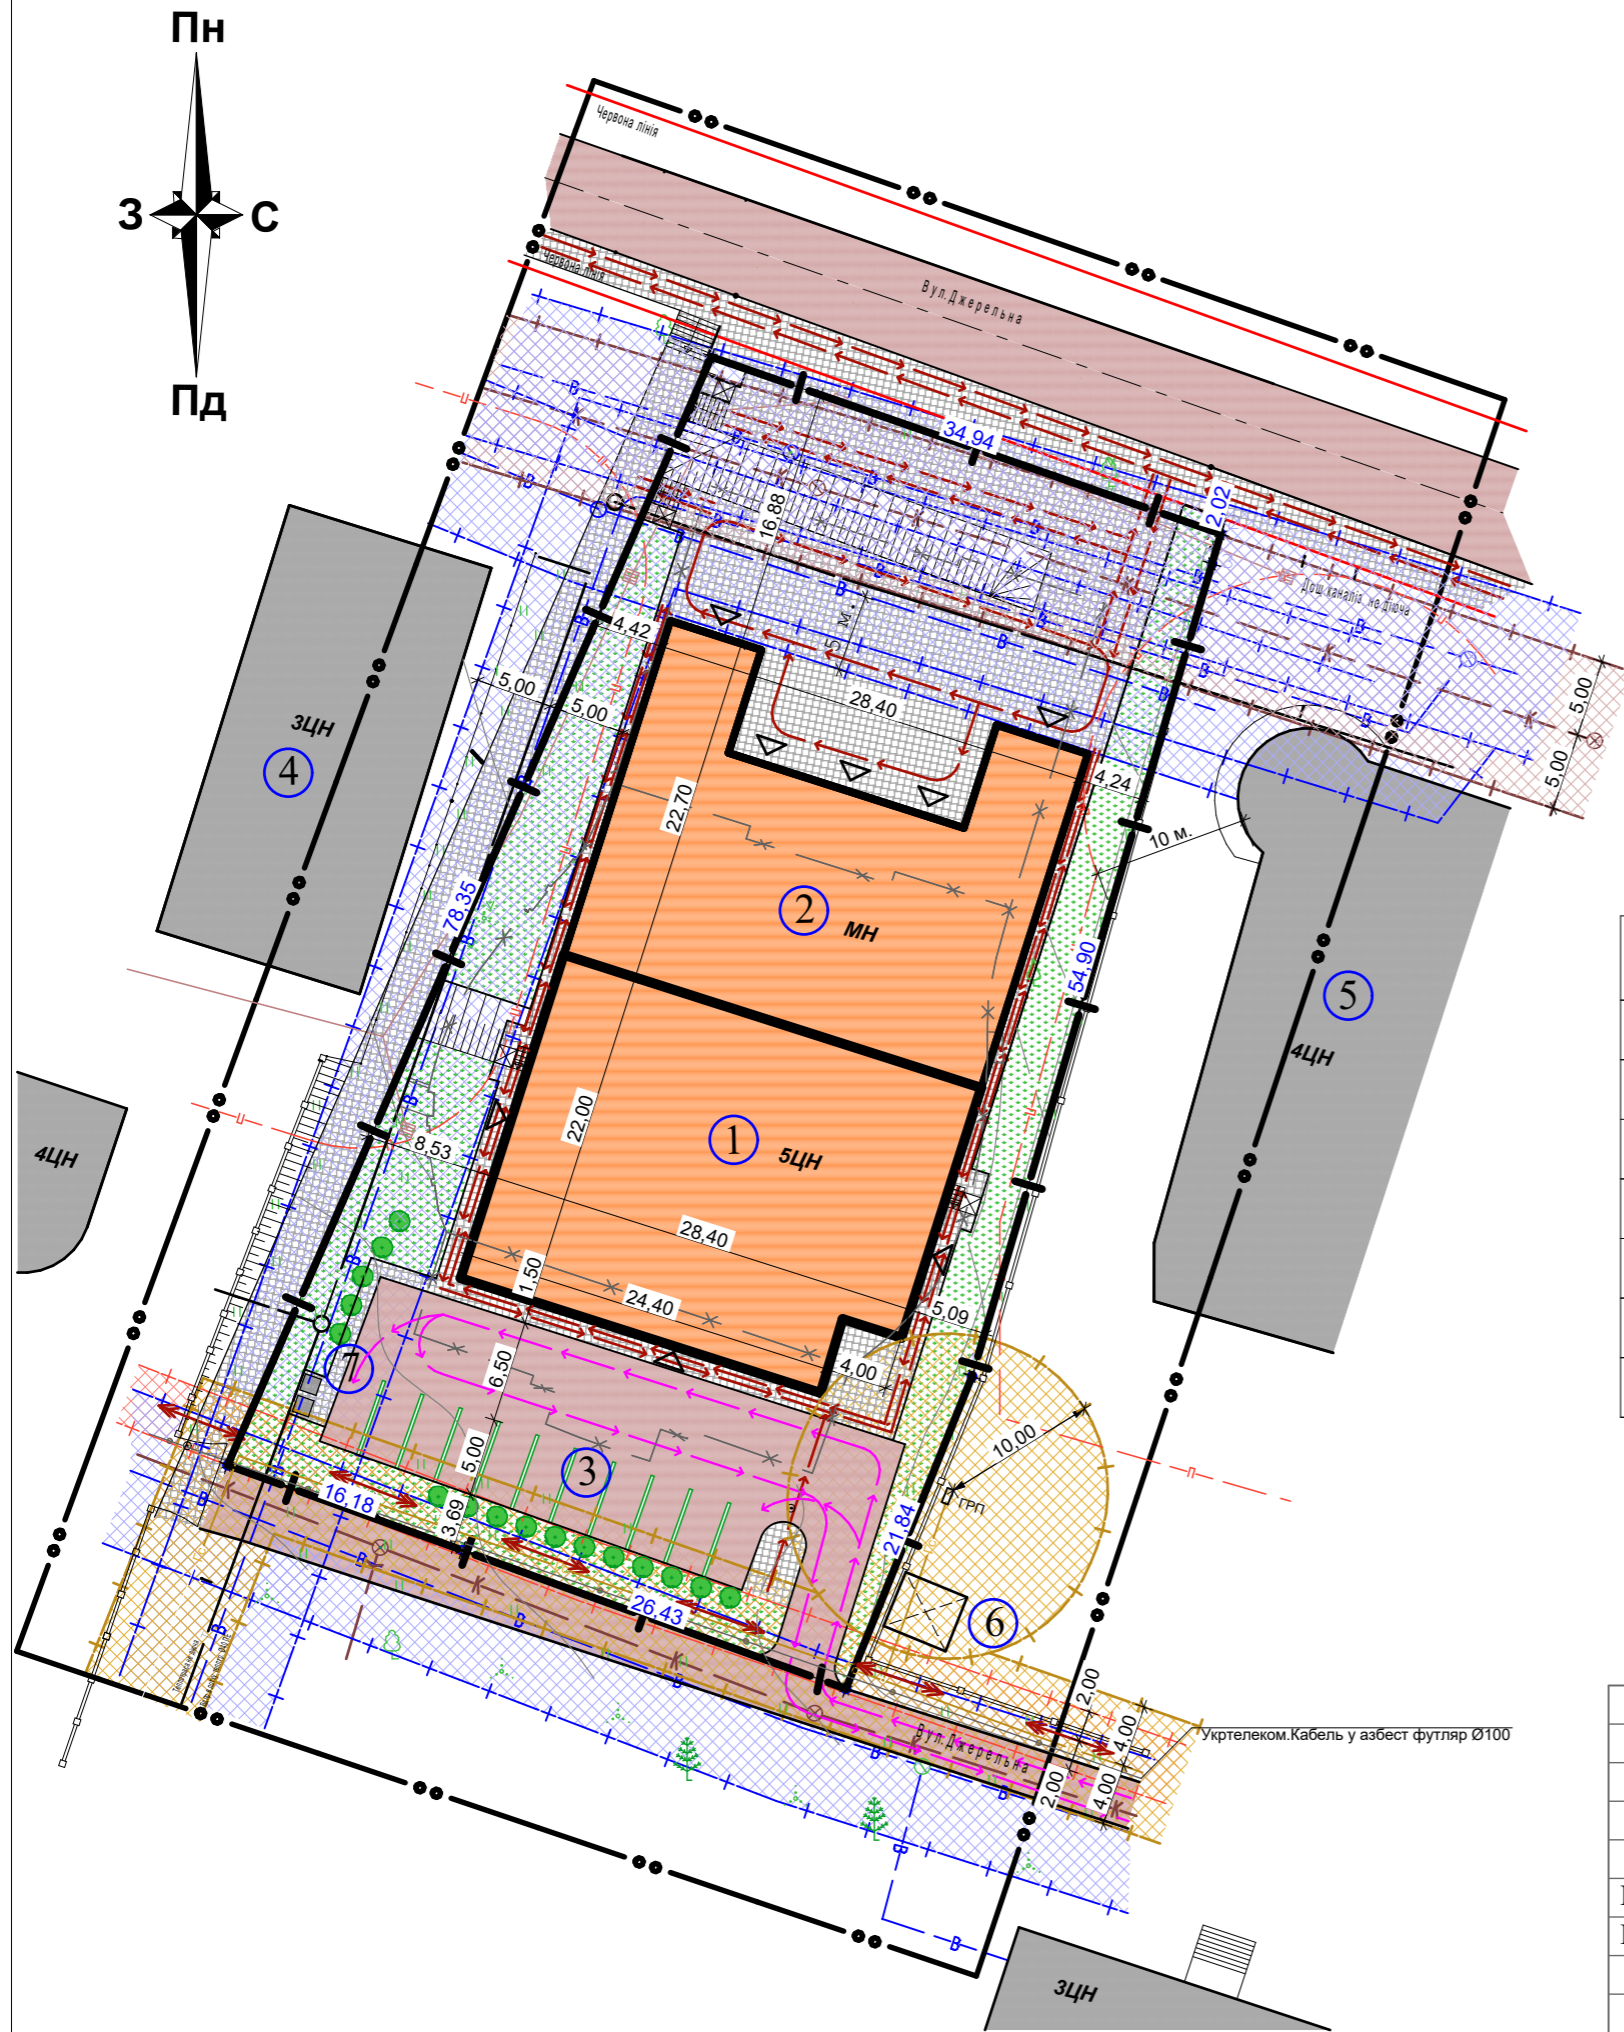 Пн
З
С
Пд
Червона лінія
Червона лінія
Вул.Джерельна
34,94
2,02
16,88
Дощ.каналіз. не діюча
5 м.
4,42
5,00
5,00
28,40
5,00
5,00
3ЦН
4
4,24
10 м.
22,70
2
МН
78,35
54,90
5
4ЦН
22,00
1
5ЦН
8,53
4ЦН
28,40
1,50
24,40
5,09
7
6,50
4,00
10,00
5,00
3
ГРП
16,18
3,69
21,84
26,43
6
2,00
4,00
Укртелеком.Кабель у азбест футляр Ø100
Вул.Джерельна
2,00
4,00
3ЦН